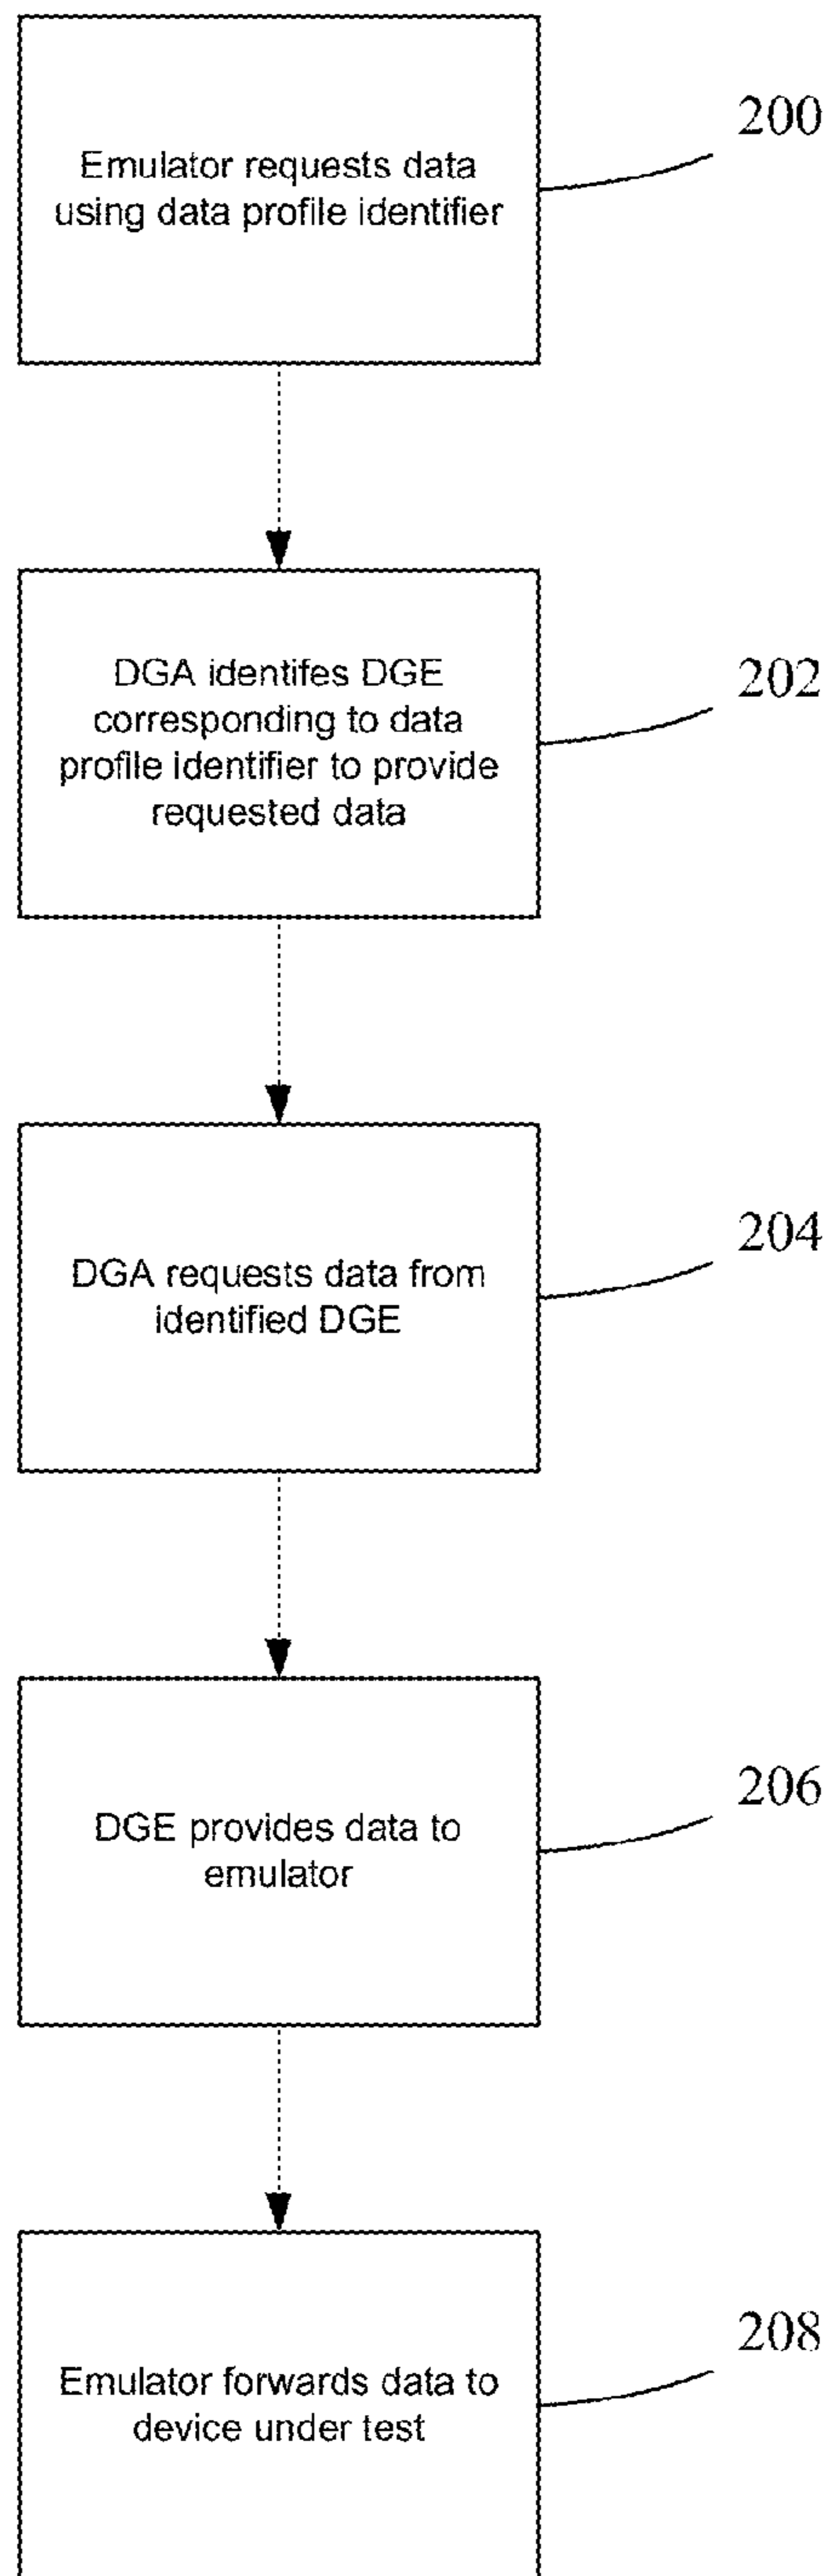 Emulator requests data
using data profile identifier
200
DGA identifes DGE
corresponding to data
profile identifier to provide
requested data
202
DGA requests data from
identified DGE
204
DGE provides data to
emulator
206
Emulator forwards data to
device under test
208